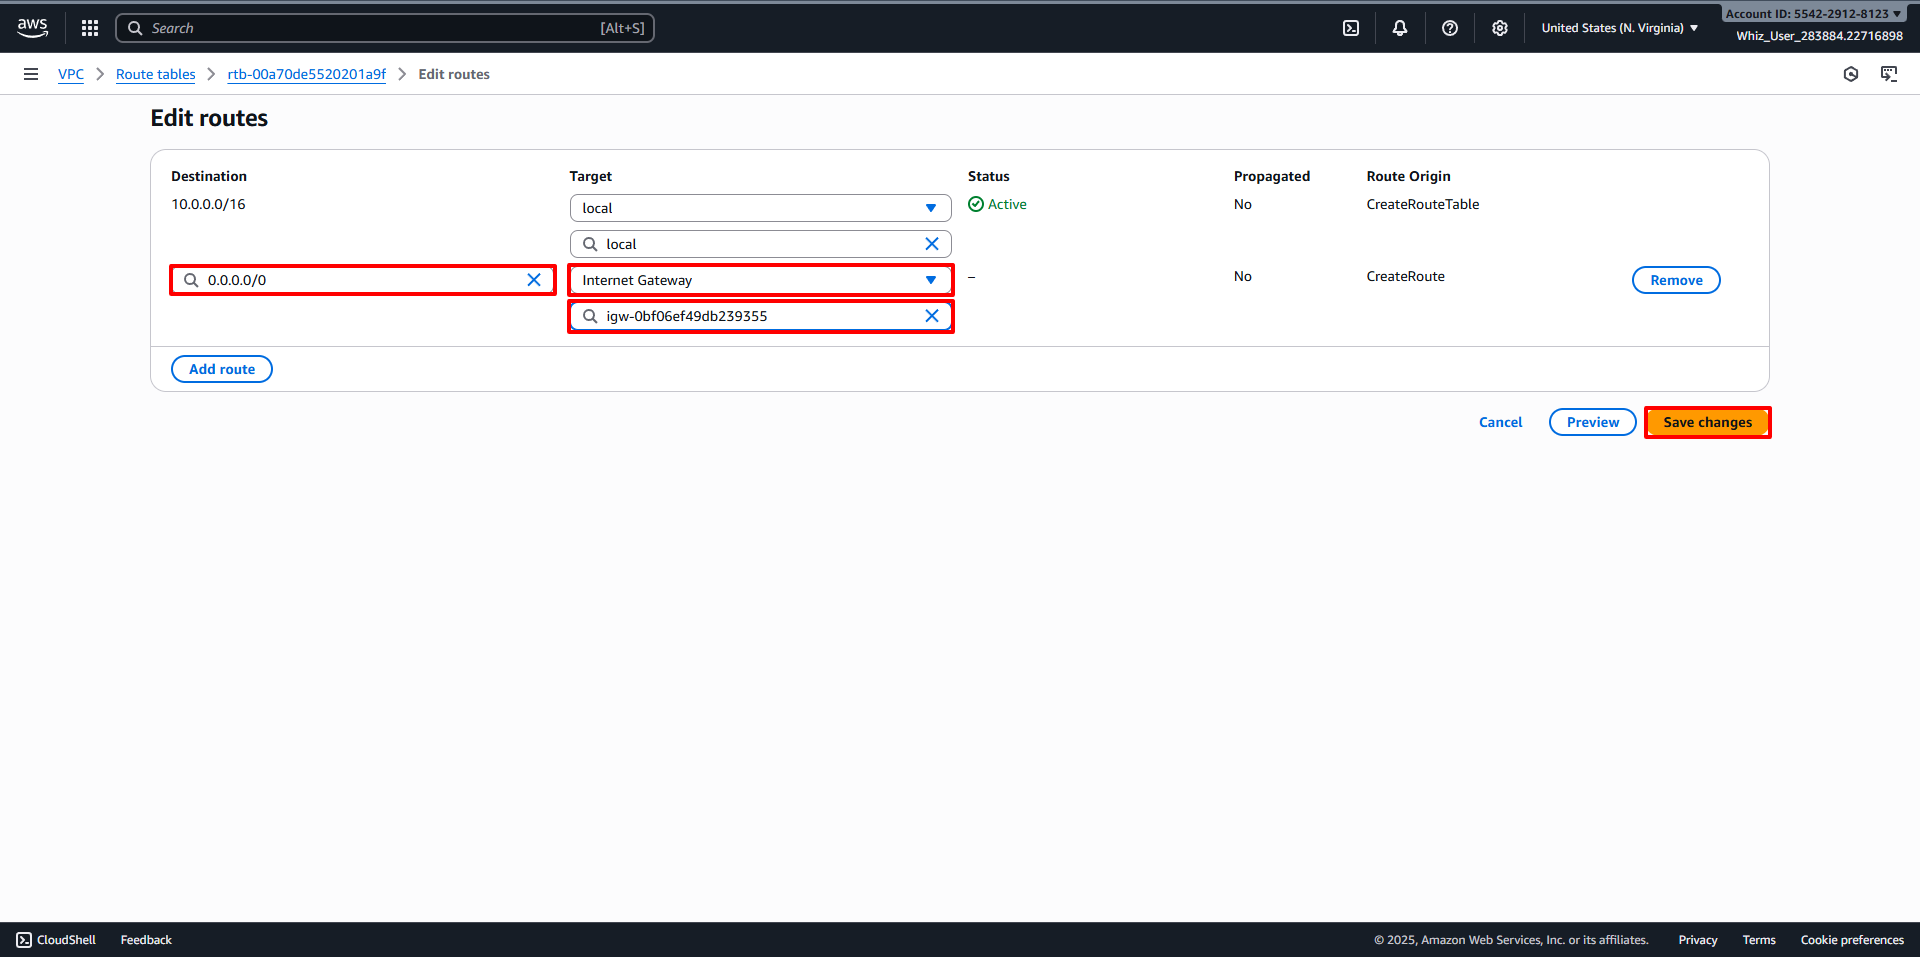 aws
Search [Alt+S]
United States (N. Virginia)
Account ID: 5542-2912-8123
Whiz_User_283884.22716898
VPC Route tables rtb-00a70de5520201a9f Edit routes
Edit routes
Destination Target Status Propagated Route Origin
10.0.0.0/16 local Active No CreateRouteTable
local
0.0.0.0/0 Internet Gateway – No CreateRoute Remove
igw-0bf06ef49db239355
Add route
Cancel Preview Save changes
CloudShell Feedback © 2025, Amazon Web Services, Inc. or its affiliates. Privacy Terms Cookie preferences